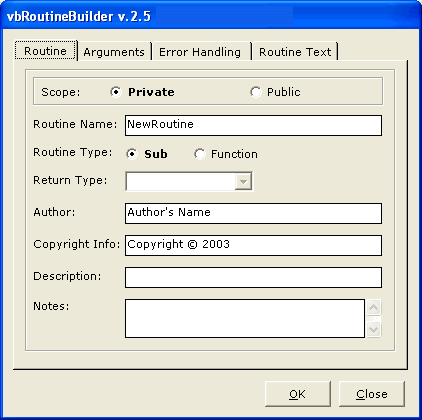 vbRoutineBuilder v.2.5
Routine Arguments Error Handling Routine Text
Scope: Private Public
Routine Name: NewRoutine
Routine Type: Sub Function
Return Type:
Author: Author's Name
Copyright Info: Copyright © 2003
Description:
Notes:
OK Close